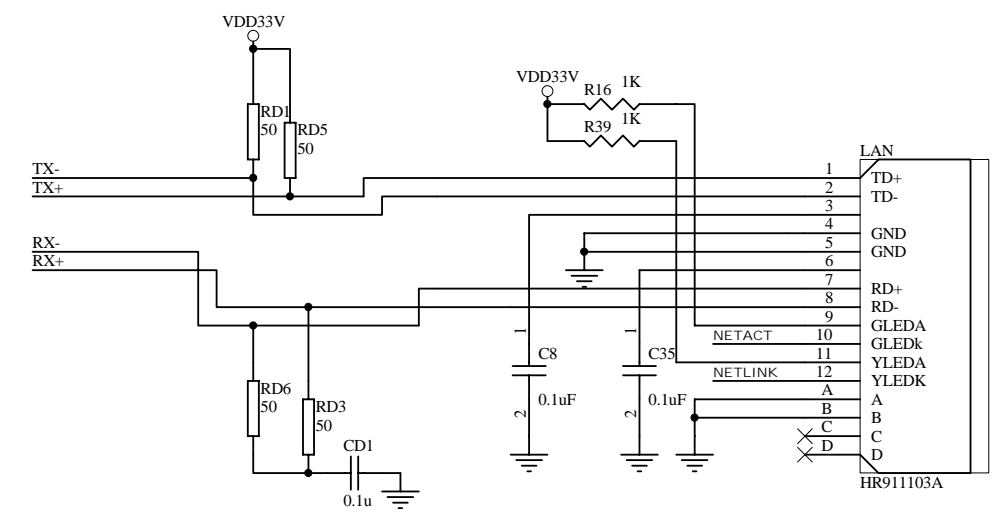 VDD33V
VDD33V
R16 1K
R39 1K
RD1
50
RD5
50
LAN
TX-
TX+
RX-
RX+
1 TD+
2 TD-
3
4 GND
5 GND
6
7 RD+
8 RD-
9 GLEDA
NETACT 10 GLEDk
11 YLEDA
NETLINK 12 YLEDK
A A
B B
C C
D D
HR911103A
1
C8
0.1uF
2
1
C35
0.1uF
2
RD6
50
RD3
50
CD1
0.1u